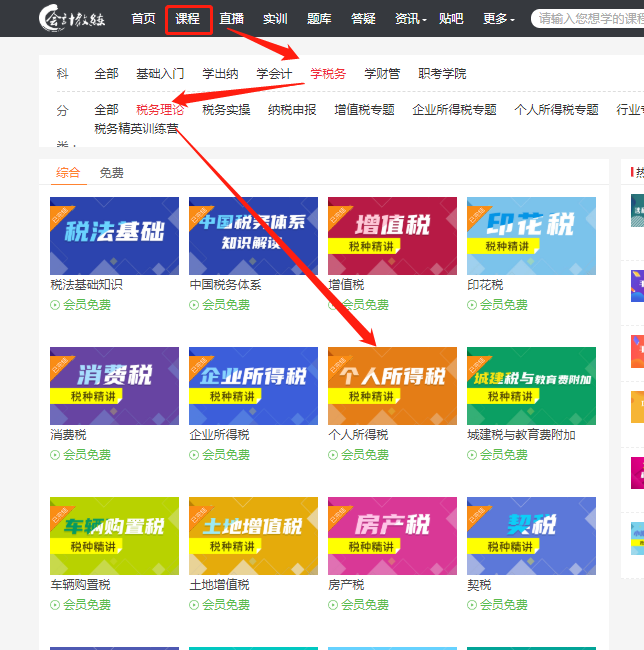 会计教练 首页 课程 直播 实训 题库 答疑 资讯 贴吧 更多 请输入您想学的课程
科 全部 基础入门 学出纳 学会计 学税务 学财管 职考学院
分 全部 税务理论 税务实操 纳税申报 增值税专题 企业所得税专题 个人所得税专题 行业专
税务精英训练营
类：
综合 免费
税法基础 中国税务体系 增值税 印花税
知识解读 税种精讲 税种精讲
税法基础知识 中国税务体系 增值税 印花税
会员免费 会员免费 会员免费 会员免费
消费税 企业所得税 个人所得税 城建税与教育费附加
税种精讲 税种精讲 税种精讲 税种精讲
消费税 企业所得税 个人所得税 城建税与教育费附加
会员免费 会员免费 会员免费 会员免费
车辆购置税 土地增值税 房产税 契税
税种精讲 税种精讲 税种精讲 税种精讲
车辆购置税 土地增值税 房产税 契税
会员免费 会员免费 会员免费 会员免费